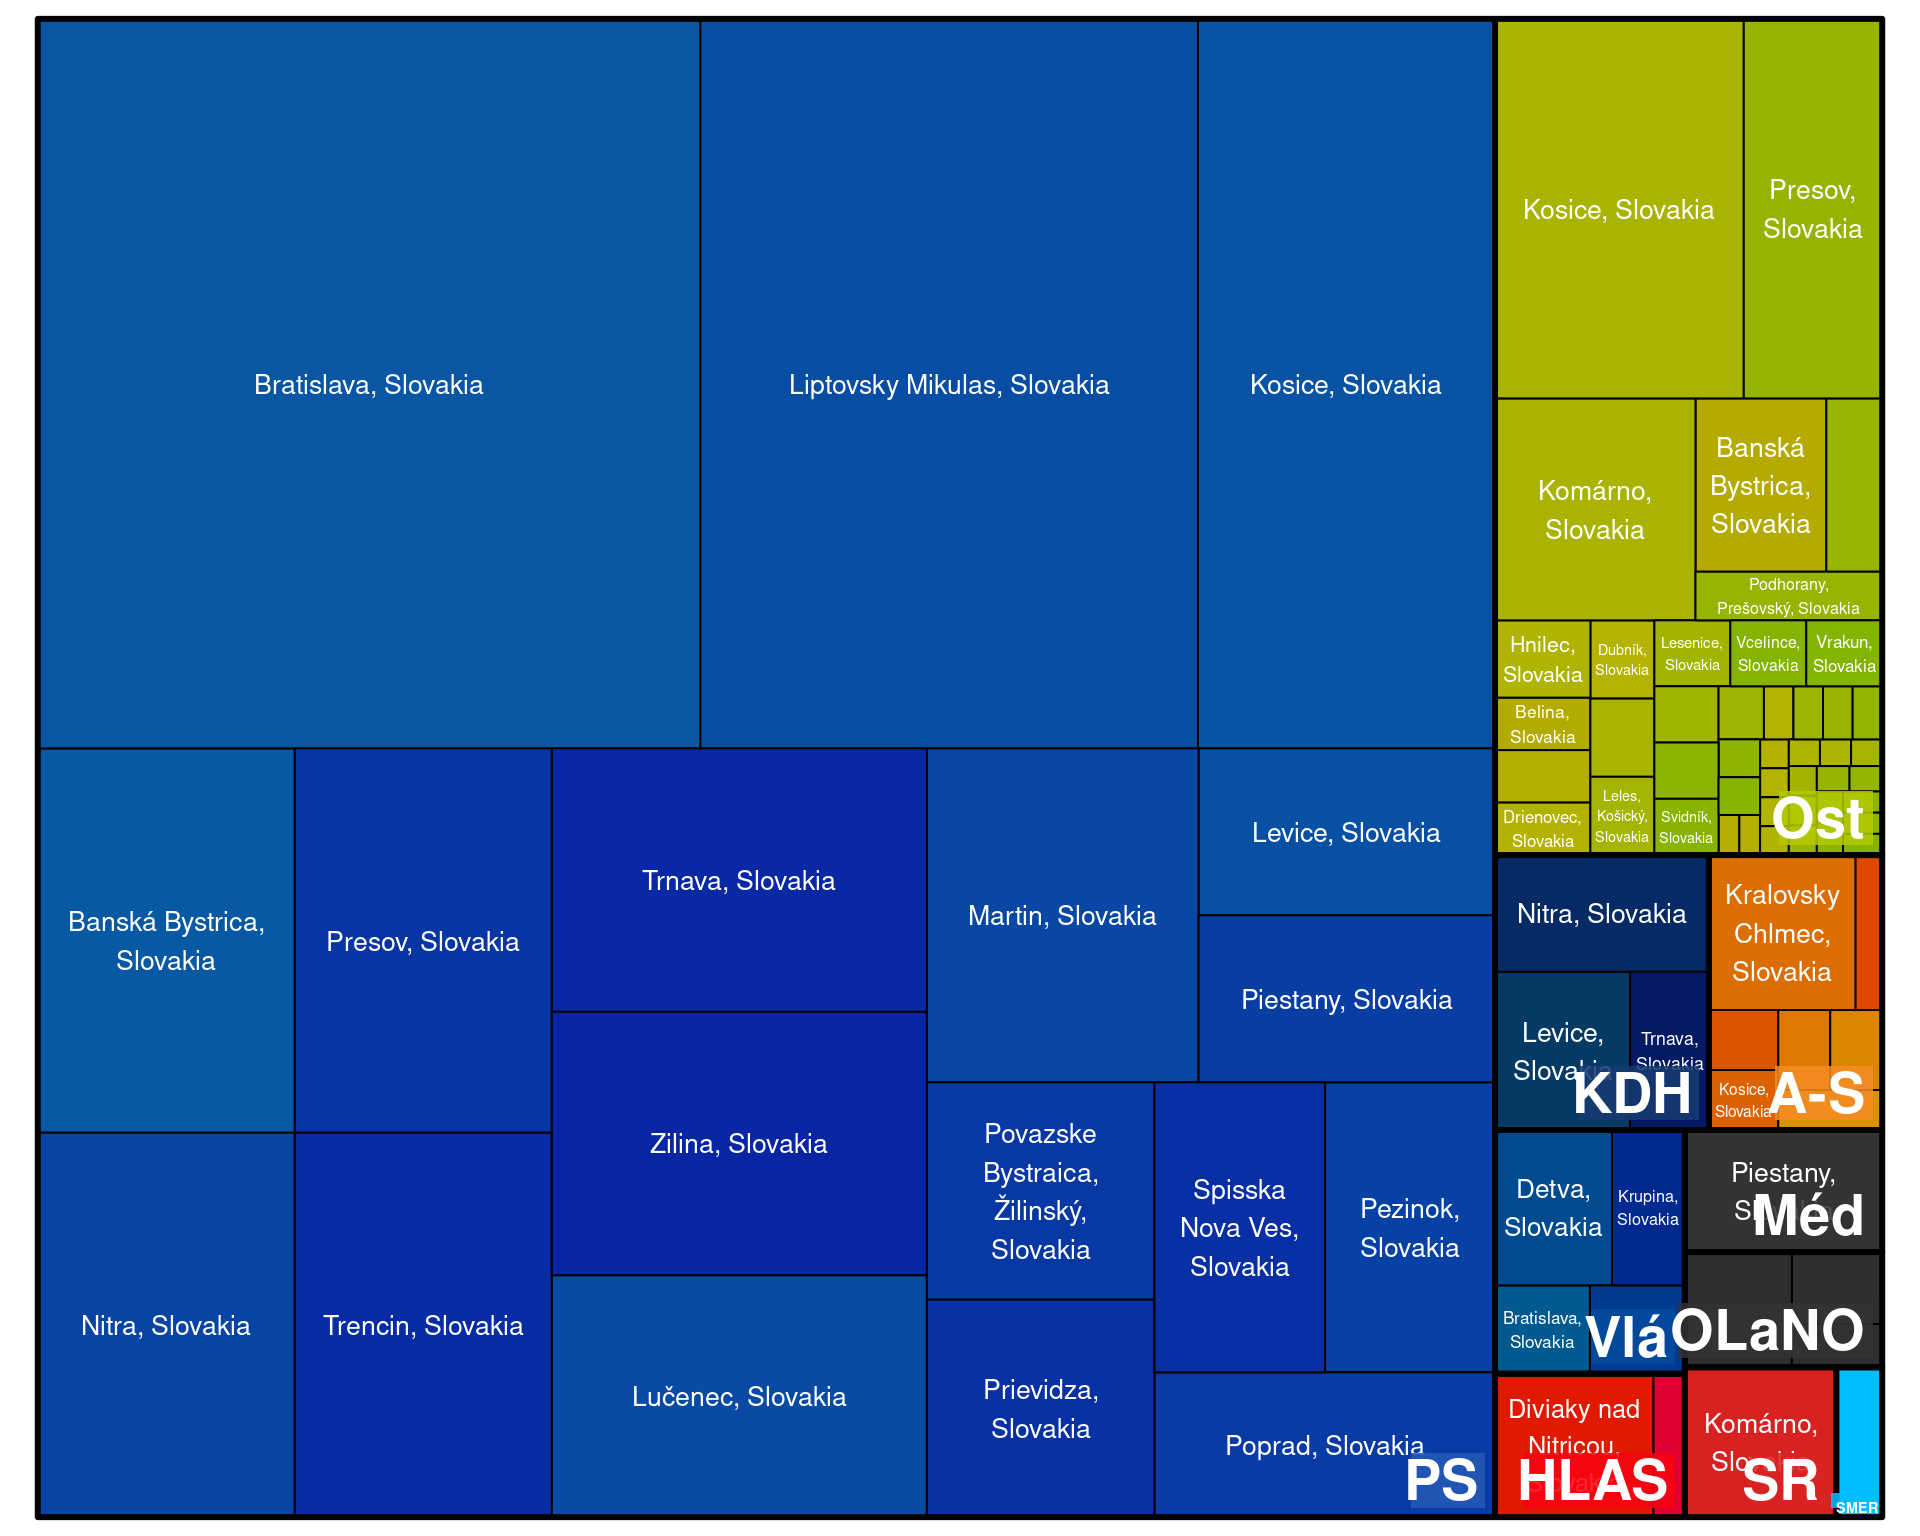 Bratislava, Slovakia
Liptovsky Mikulas, Slovakia
Kosice, Slovakia
Banská Bystrica,
Slovakia
Presov, Slovakia
Trnava, Slovakia
Martin, Slovakia
Levice, Slovakia
Piestany, Slovakia
Zilina, Slovakia
Nitra, Slovakia
Trencin, Slovakia
Lučenec, Slovakia
Povazske
Bystraica,
Žilinský,
Slovakia
Spisska
Nova Ves,
Slovakia
Pezinok,
Slovakia
Prievidza,
Slovakia
Poprad, Slovakia
PS
Kosice, Slovakia
Presov,
Slovakia
Komárno,
Slovakia
Banská
Bystrica,
Slovakia
Podhorany,
Prešovský, Slovakia
Hnilec,
Slovakia
Dubník,
Slovakia
Lesenice,
Slovakia
Vcelince,
Slovakia
Vrakun,
Slovakia
Belina,
Slovakia
Drienovec,
Slovakia
Leles,
Košický,
Slovakia
Svidník,
Slovakia
Ost
Nitra, Slovakia
Levice,
Slovakia
Trnava,
Slovakia
KDH
Kralovsky
Chlmec,
Slovakia
Kosice,
Slovakia
A-S
Detva,
Slovakia
Krupina,
Slovakia
Bratislava,
Slovakia
Vlá
Piestany,
Méd
OLaNO
Diviaky nad
Nitricou,
Slovakia
HLAS
Komárno,
Slovakia
SR
SMER